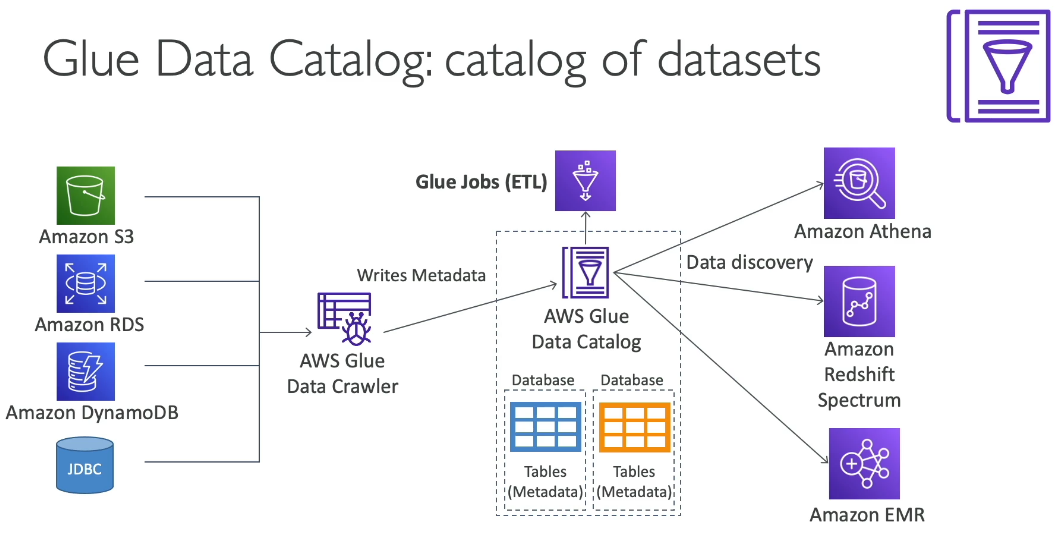 Glue Data Catalog: catalog of datasets
Glue Jobs (ETL)
Amazon S3
Amazon RDS
Amazon DynamoDB
JDBC
AWS Glue
Data Crawler
Writes Metadata
AWS Glue
Data Catalog
Database
Tables
(Metadata)
Database
Tables
(Metadata)
Data discovery
Amazon Athena
Amazon
Redshift
Spectrum
Amazon EMR